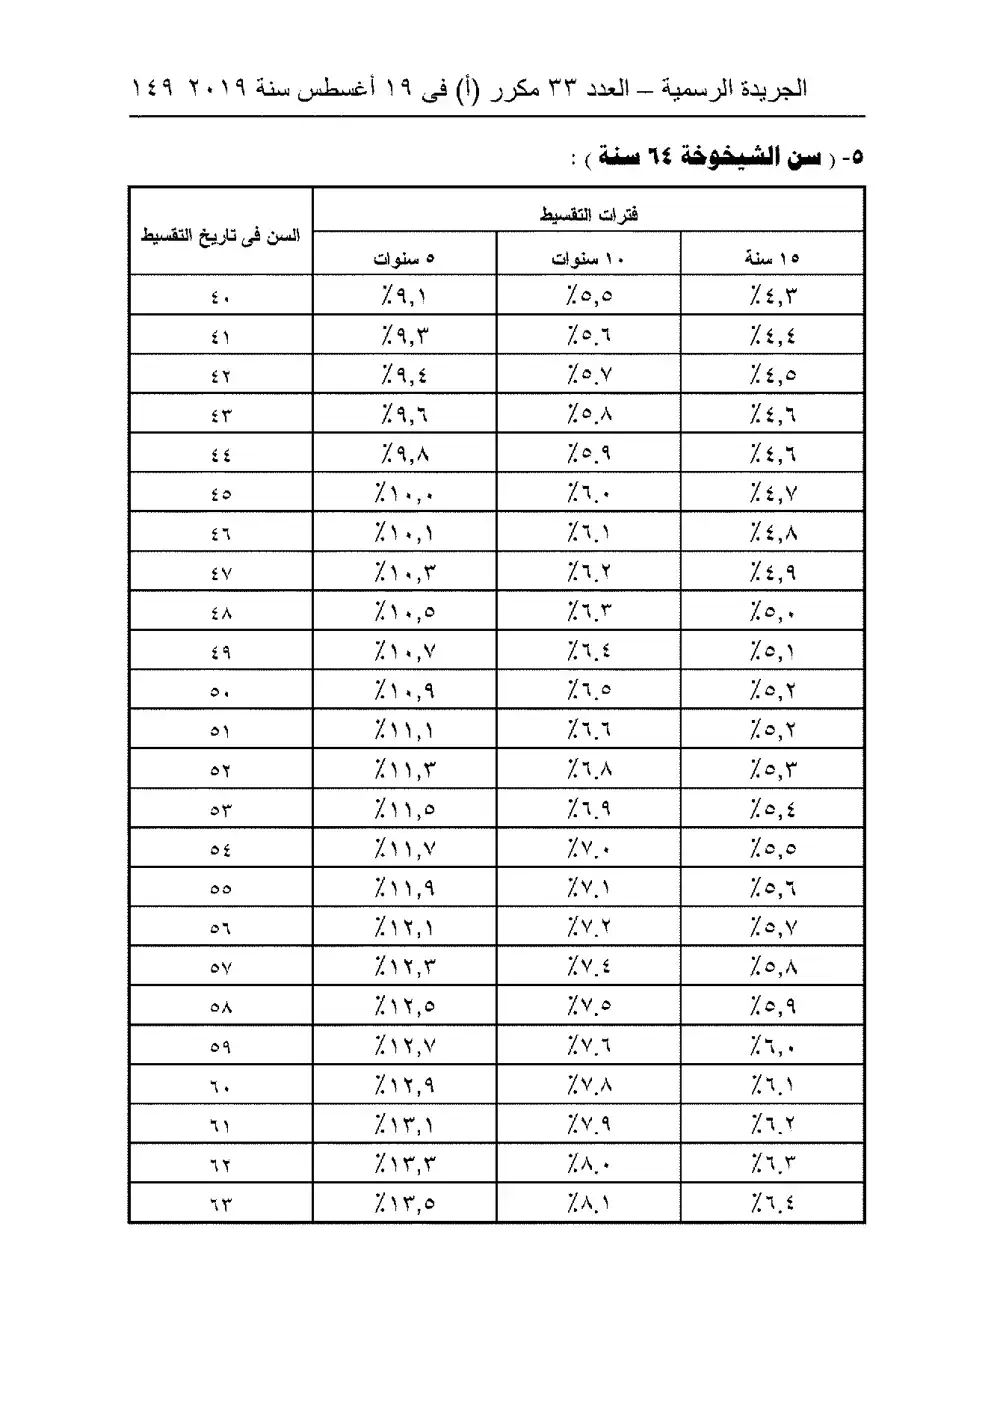 الجريدة الرسمية – العدد ٣٣ مكرر (أ) فى ١٩ أغسطس سنة ٢٠١٩ ١٤٩
٥- ( سن الشيخوخة ٦٤ سنة ) :
السن فى تاريخ التقسيط فترات التقسيط
٥ سنوات ١٠ سنوات ١٥ سنة
٤٠ ٩,١٪ ٥,٥٪ ٤,٣٪
٤١ ٩,٣٪ ٥.٦٪ ٤,٤٪
٤٢ ٩,٤٪ ٥.٧٪ ٤,٥٪
٤٣ ٩,٦٪ ٥.٨٪ ٤,٦٪
٤٤ ٩,٨٪ ٥.٩٪ ٤,٦٪
٤٥ ١٠,٠٪ ٦.٠٪ ٤,٧٪
٤٦ ١٠,١٪ ٦.١٪ ٤,٨٪
٤٧ ١٠,٣٪ ٦.٢٪ ٤,٩٪
٤٨ ١٠,٥٪ ٦.٣٪ ٥,٠٪
٤٩ ١٠,٧٪ ٦.٤٪ ٥,١٪
٥٠ ١٠,٩٪ ٦.٥٪ ٥,٢٪
٥١ ١١,١٪ ٦.٦٪ ٥,٢٪
٥٢ ١١,٣٪ ٦.٨٪ ٥,٣٪
٥٣ ١١,٥٪ ٦.٩٪ ٥,٤٪
٥٤ ١١,٧٪ ٧.٠٪ ٥,٥٪
٥٥ ١١,٩٪ ٧.١٪ ٥,٦٪
٥٦ ١٢,١٪ ٧.٢٪ ٥,٧٪
٥٧ ١٢,٣٪ ٧.٤٪ ٥,٨٪
٥٨ ١٢,٥٪ ٧.٥٪ ٥,٩٪
٥٩ ١٢,٧٪ ٧.٦٪ ٦,٠٪
٦٠ ١٢,٩٪ ٧.٨٪ ٦.١٪
٦١ ١٣,١٪ ٧.٩٪ ٦.٢٪
٦٢ ١٣,٣٪ ٨.٠٪ ٦.٣٪
٦٣ ١٣,٥٪ ٨.١٪ ٦.٤٪